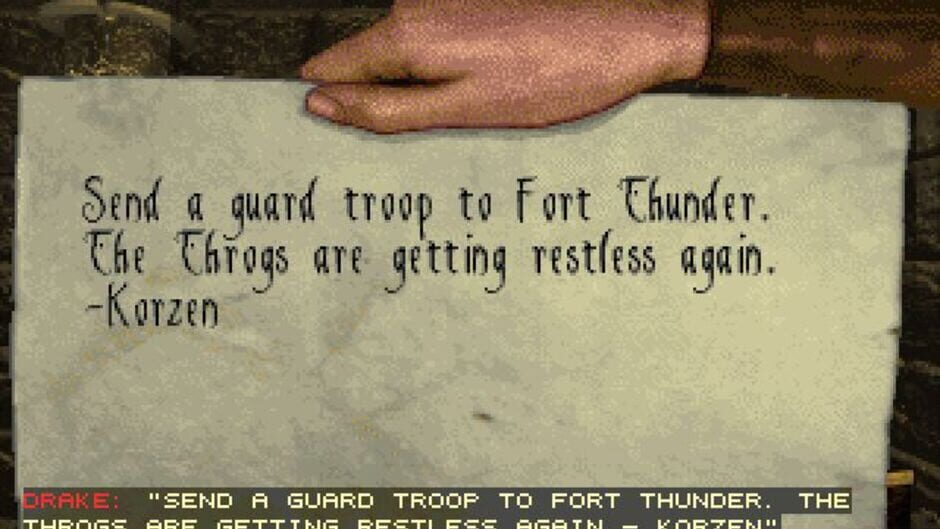 Send a guard troop to Fort Thunder.
The Throgs are getting restless again.
-Korzen
DRAKE: "SEND A GUARD TROOP TO FORT THUNDER. THE
THROGS ARE GETTING RESTLESS AGAIN - KORZEN"